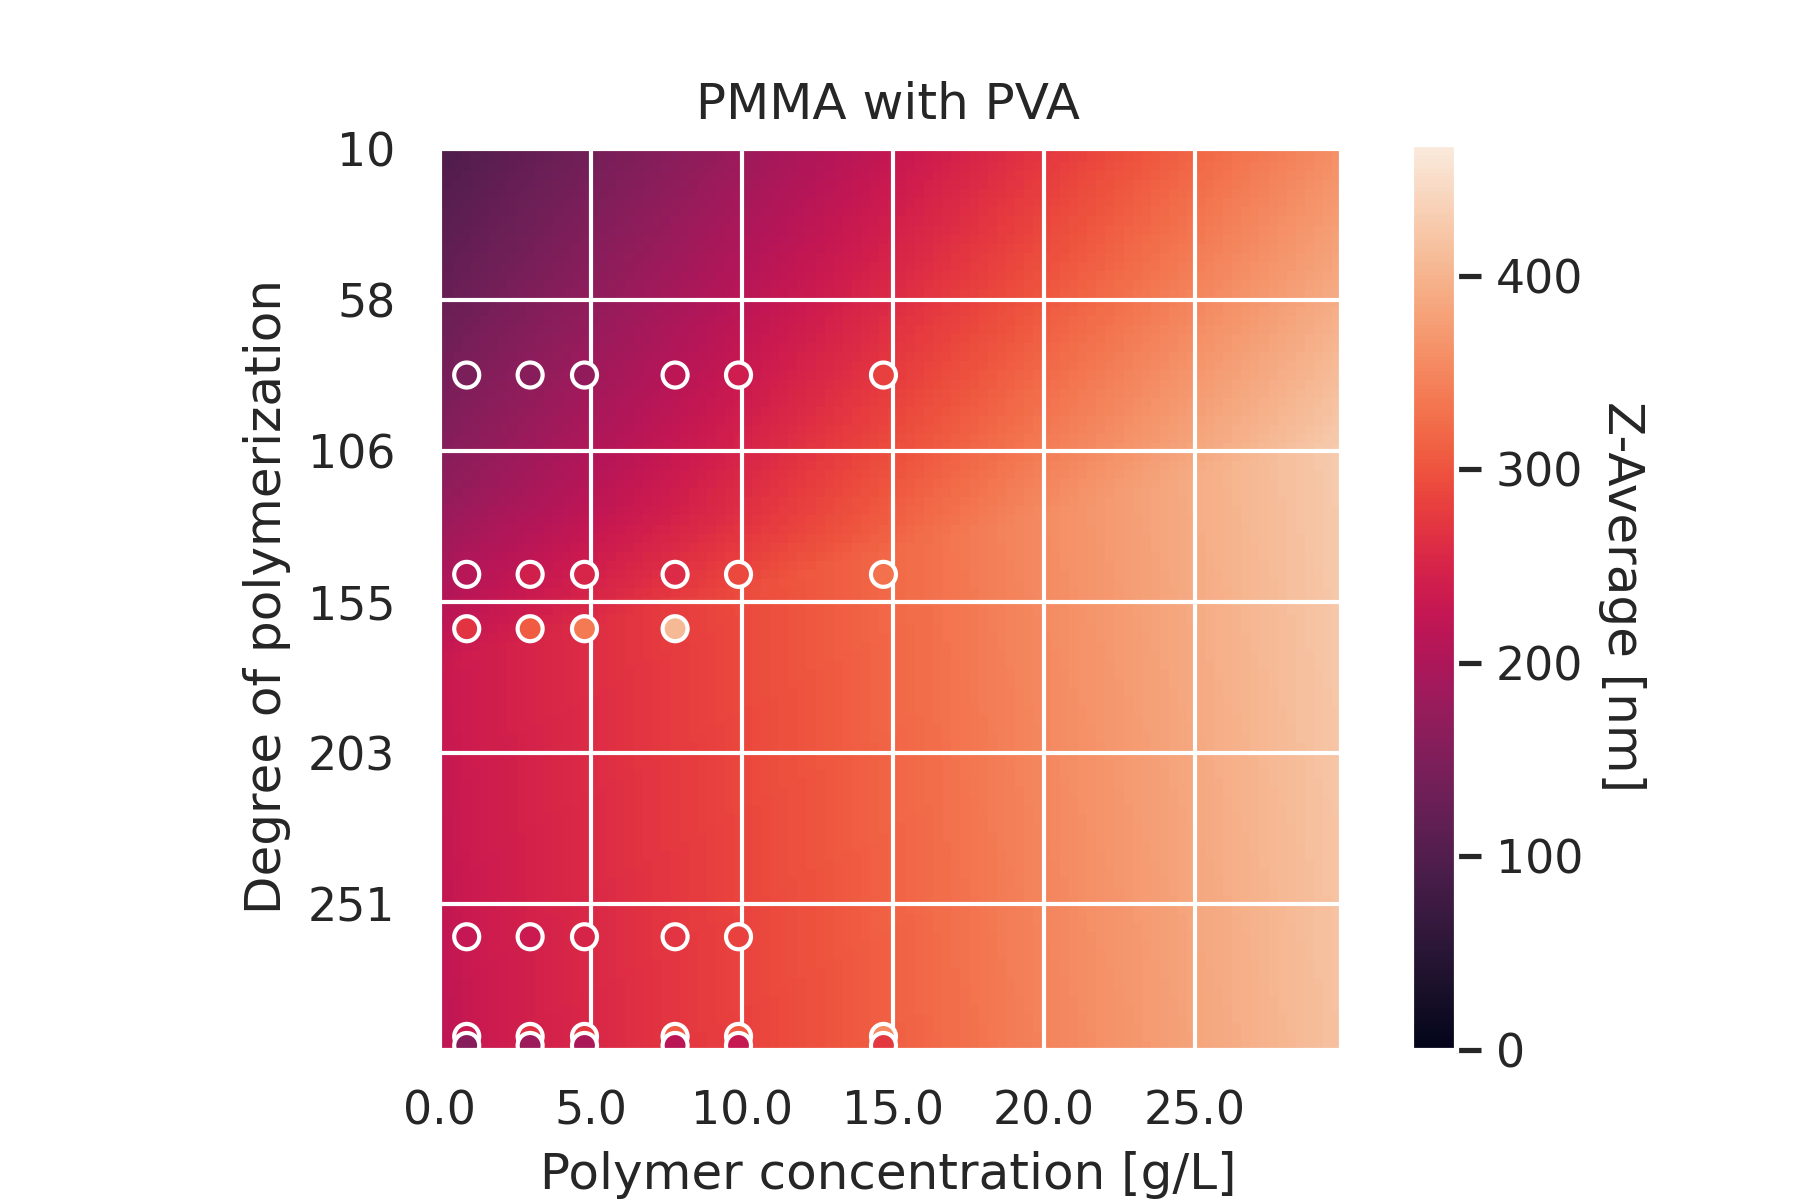 PMMA with PVA
10
58
106
155
203
251
Degree of polymerization
0.0 5.0 10.0 15.0 20.0 25.0
Polymer concentration [g/L]
400
300
200
100
0
Z-Average [nm]